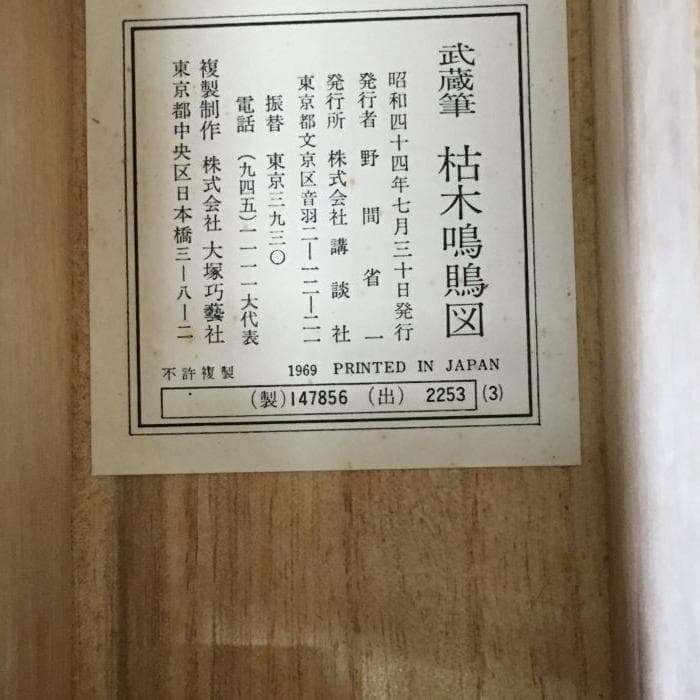 武蔵筆 枯木鳴鵙図
昭和四十四年七月三十日発行
発行者 野間省一
発行所 株式会社 講談社
東京都文京区音羽二ー一二ー二一
振替 東京三九三〇
電話 (九四五)一一一一大代表
複製制作 株式会社 大塚巧藝社
東京都中央区日本橋三ー八ー二
不許複製 1969 PRINTED IN JAPAN
(製)147856 (出) 2253 (3)